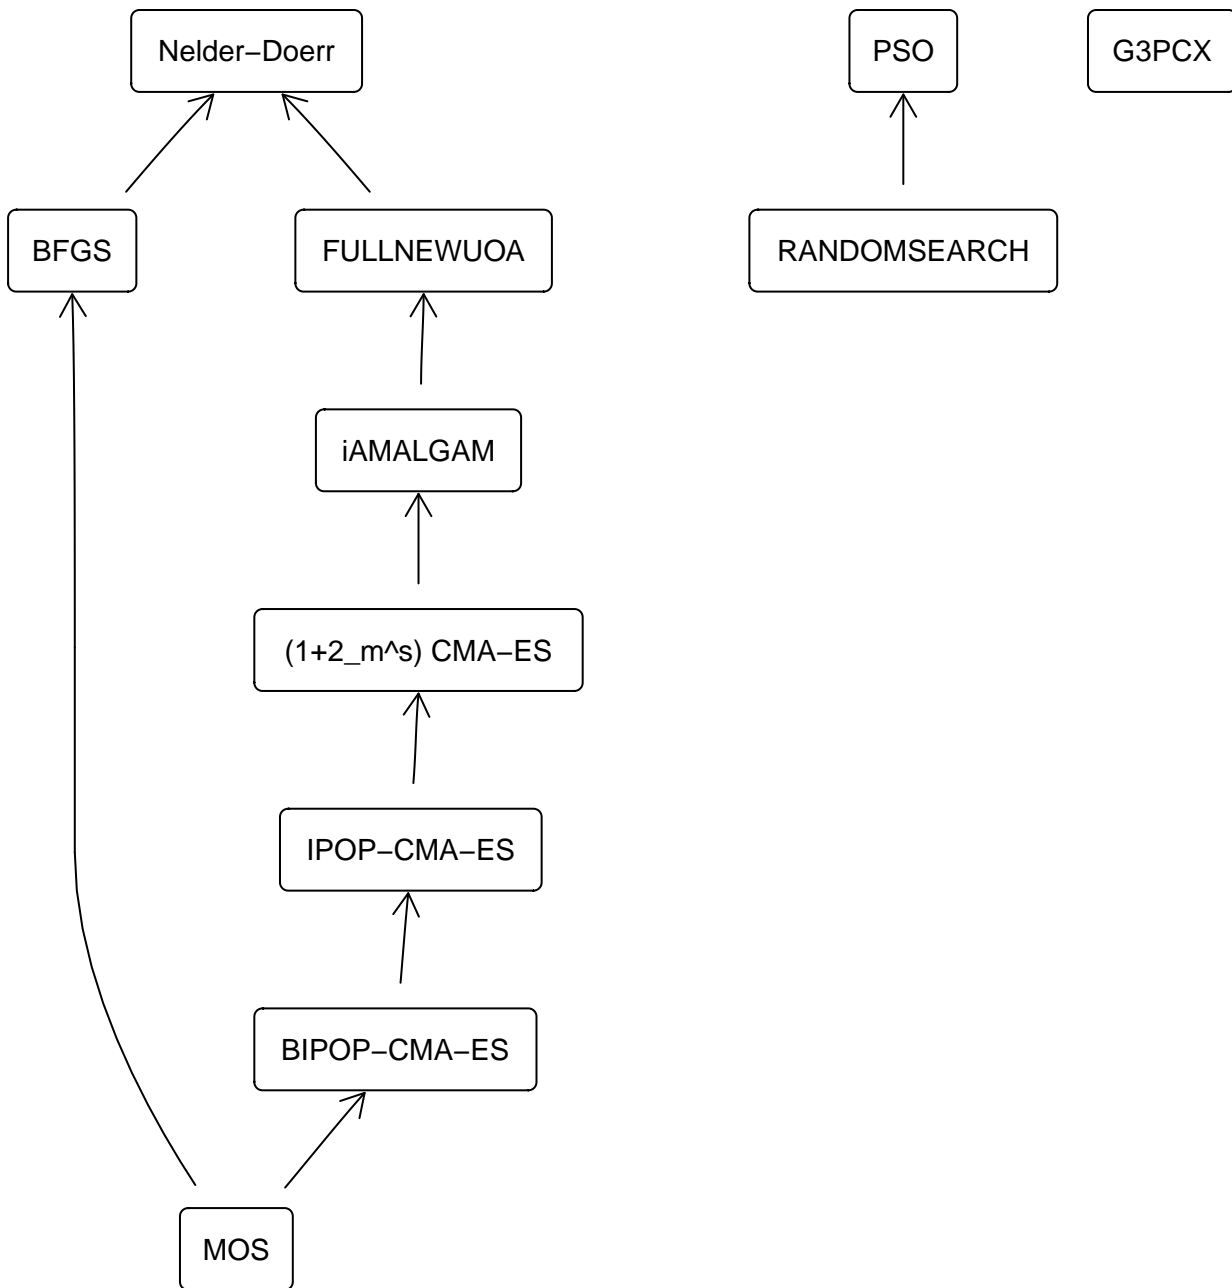 Nelder–Doerr
PSO
G3PCX
BFGS
FULLNEWUOA
RANDOMSEARCH
iAMALGAM
(1+2_m^s) CMA–ES
IPOP–CMA–ES
BIPOP–CMA–ES
MOS